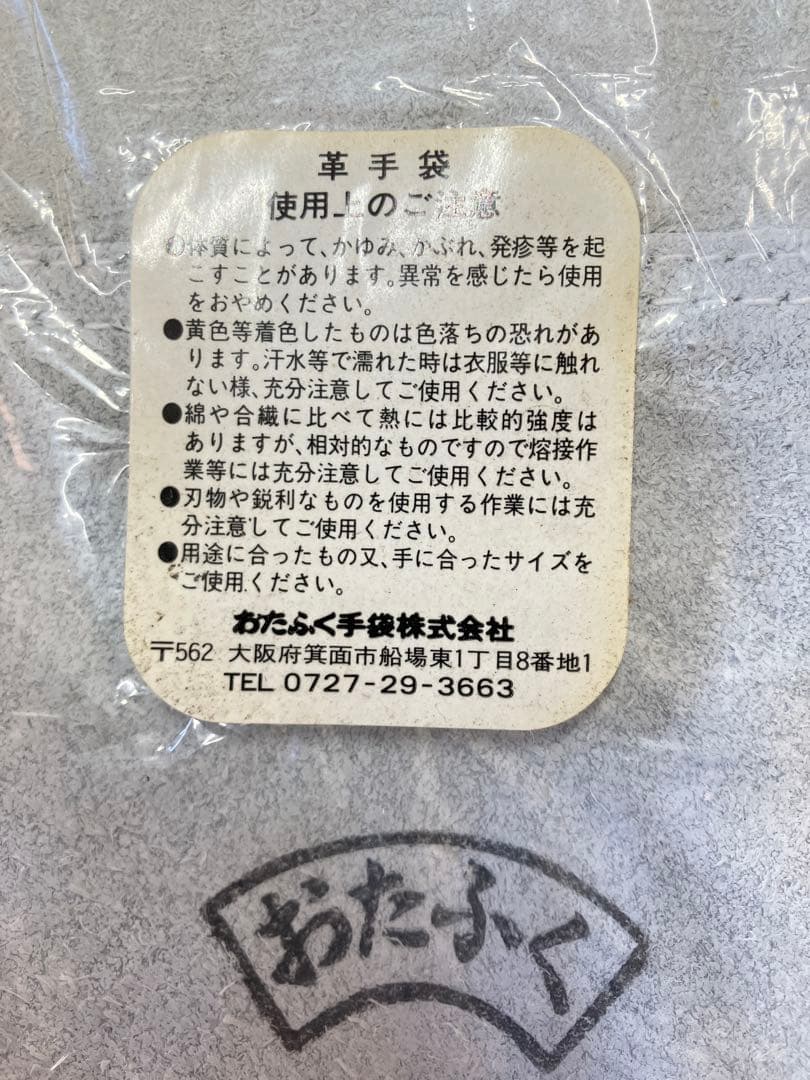 革手袋
使用上のご注意
●体質によって、かゆみ、かぶれ、発疹等を起
こすことがあります。異常を感じたら使用
をおやめください。
●黄色等着色したものは色落ちの恐れがあ
ります。汗水等で濡れた時は衣服等に触れ
ない様、充分注意してご使用ください。
●綿や合繊に比べて熱には比較的強度は
ありますが、相対的なものですので熔接作
業等には充分注意してご使用ください。
●刃物や鋭利なものを使用する作業には充
分注意してご使用ください。
●用途に合ったもの又、手に合ったサイズを
ご使用ください。
おたふく手袋株式会社
〒562 大阪府箕面市船場東1丁目8番地1
TEL 0727-29-3663
おたふく